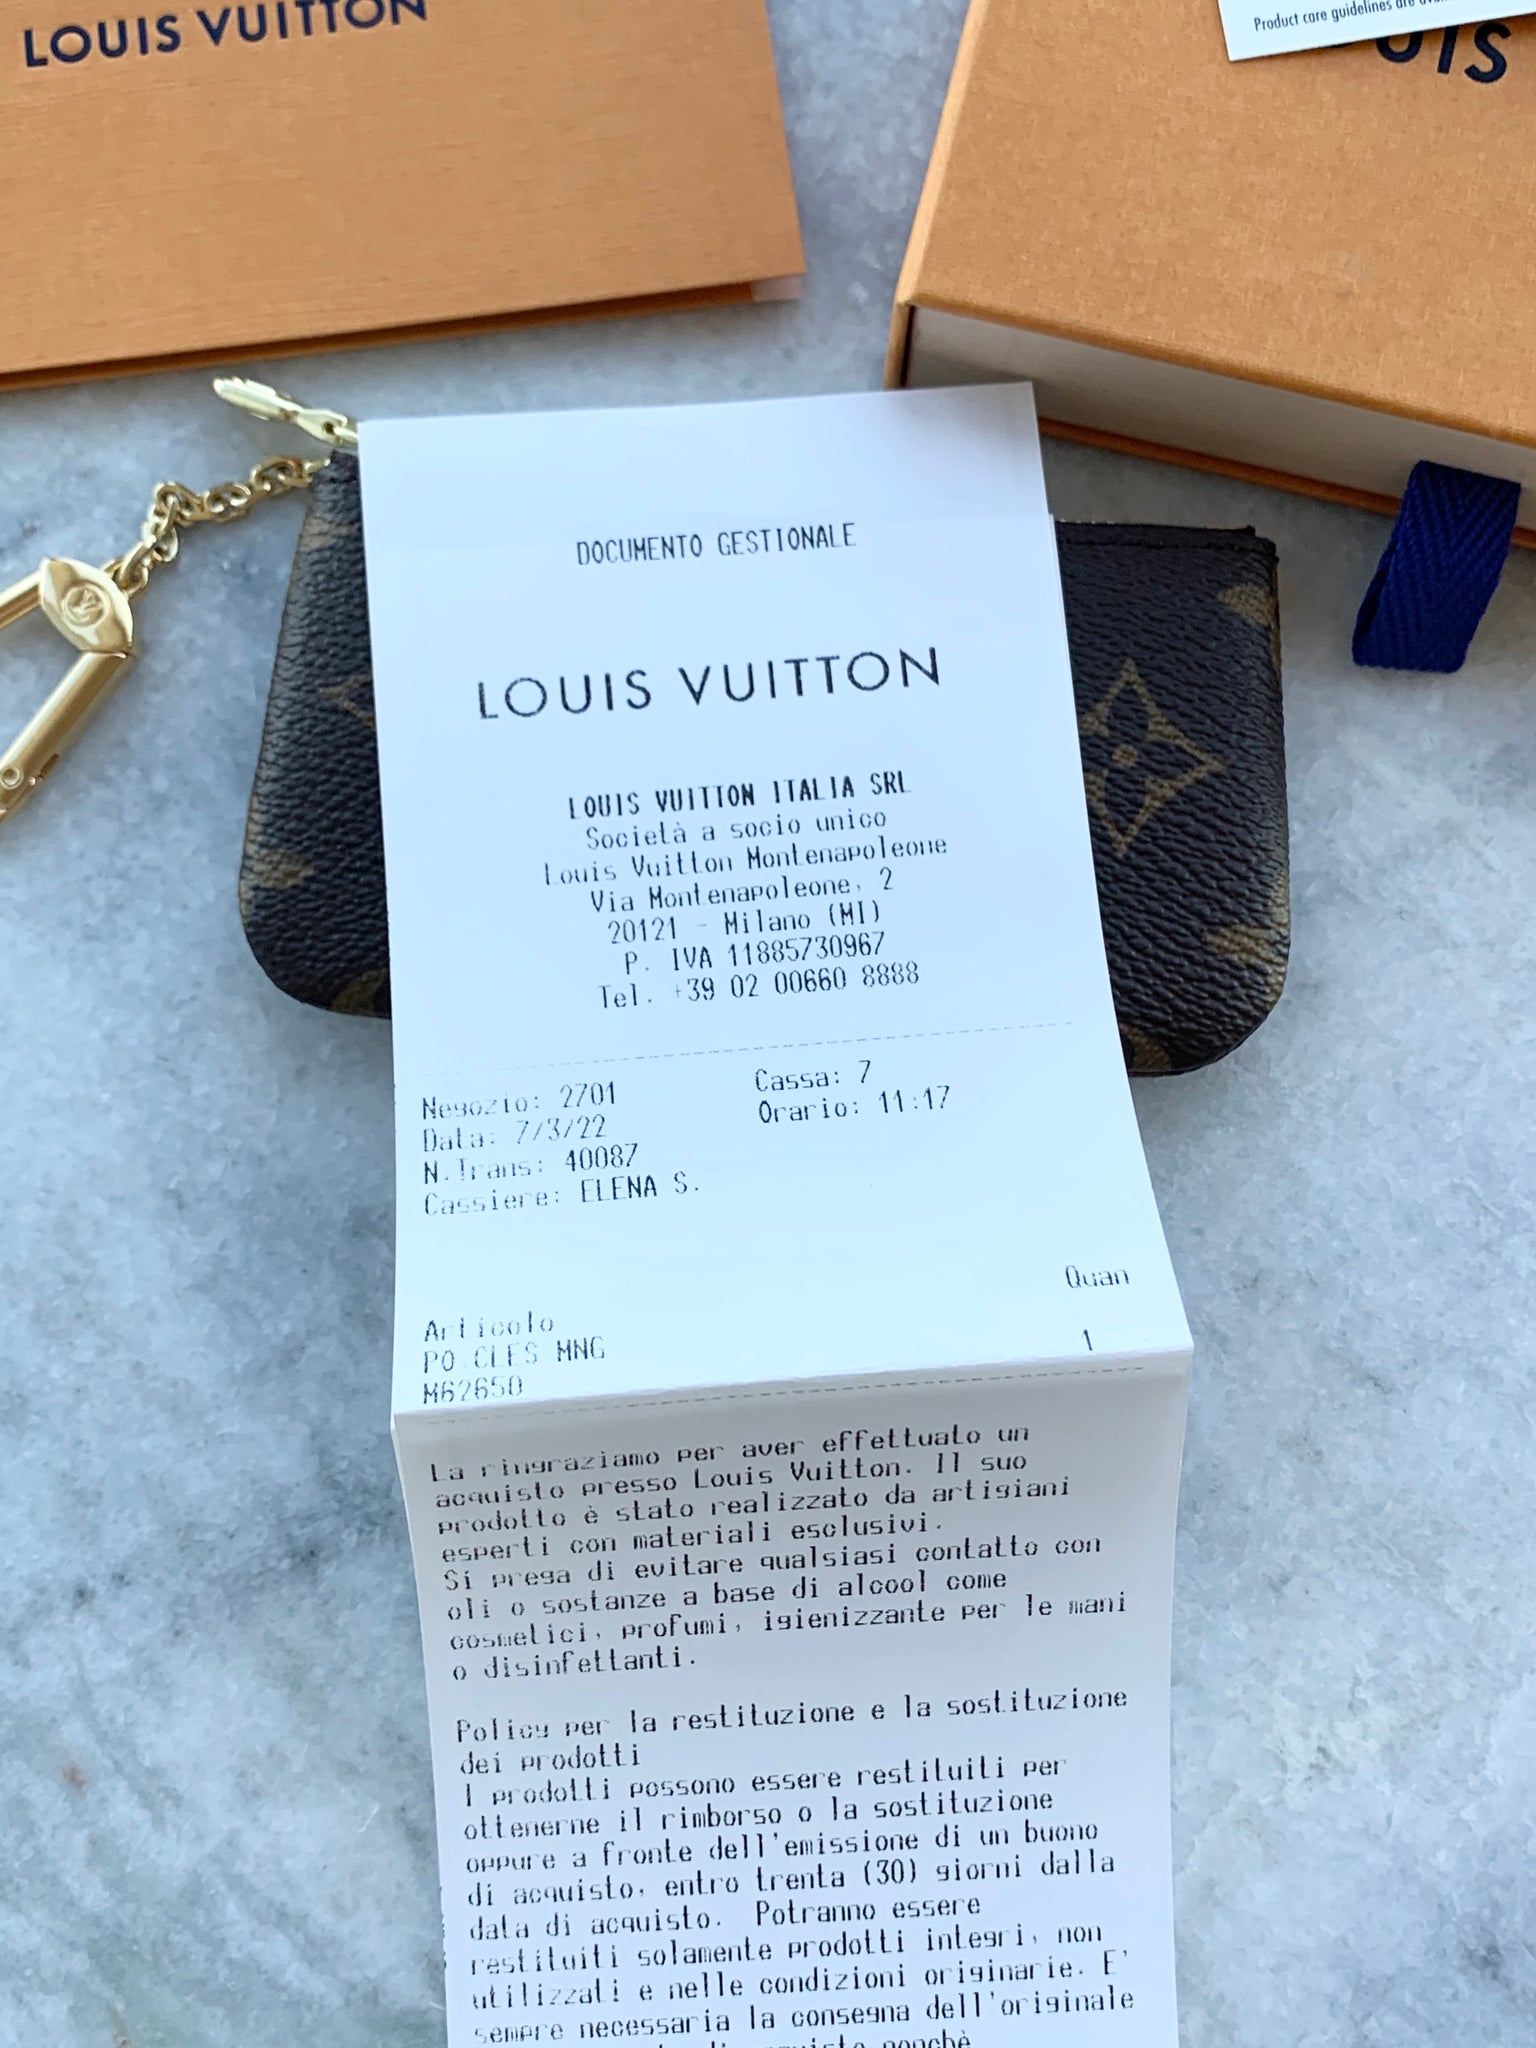 LOUIS VUITTON
Product care guidelines are
UIS
DOCUMENTO GESTIONALE
LOUIS VUITTON
LOUIS VUITTON ITALIA SRL
Società a socio unico
Louis Vuitton Montenapoleone
Via Montenapoleone, 2
20121 - Milano (MI)
P. IVA 11885730967
Tel. +39 02 00660 8888
Negozio: 2701 Cassa: 7
Data: 7/3/22 Orario: 11:17
N.Trans: 40087
Cassiere: ELENA S.
Quan
Articolo
PO.CLES MNG 1
M62650
La ringraziamo per aver effettuato un
acquisto presso Louis Vuitton. Il suo
prodotto è stato realizzato da artigiani
esperti con materiali esclusivi.
Si prega di evitare qualsiasi contatto con
oli o sostanze a base di alcool come
cosmetici, profumi, igienizzante per le mani
o disinfettanti.
Policy per la restituzione e la sostituzione
dei prodotti
I prodotti possono essere restituiti per
ottenerne il rimborso o la sostituzione
oppure a fronte dell'emissione di un buono
di acquisto, entro trenta (30) giorni dalla
data di acquisto. Potranno essere
restituiti solamente prodotti integri, non
utilizzati e nelle condizioni originarie. E'
sempre necessaria la consegna dell'originale